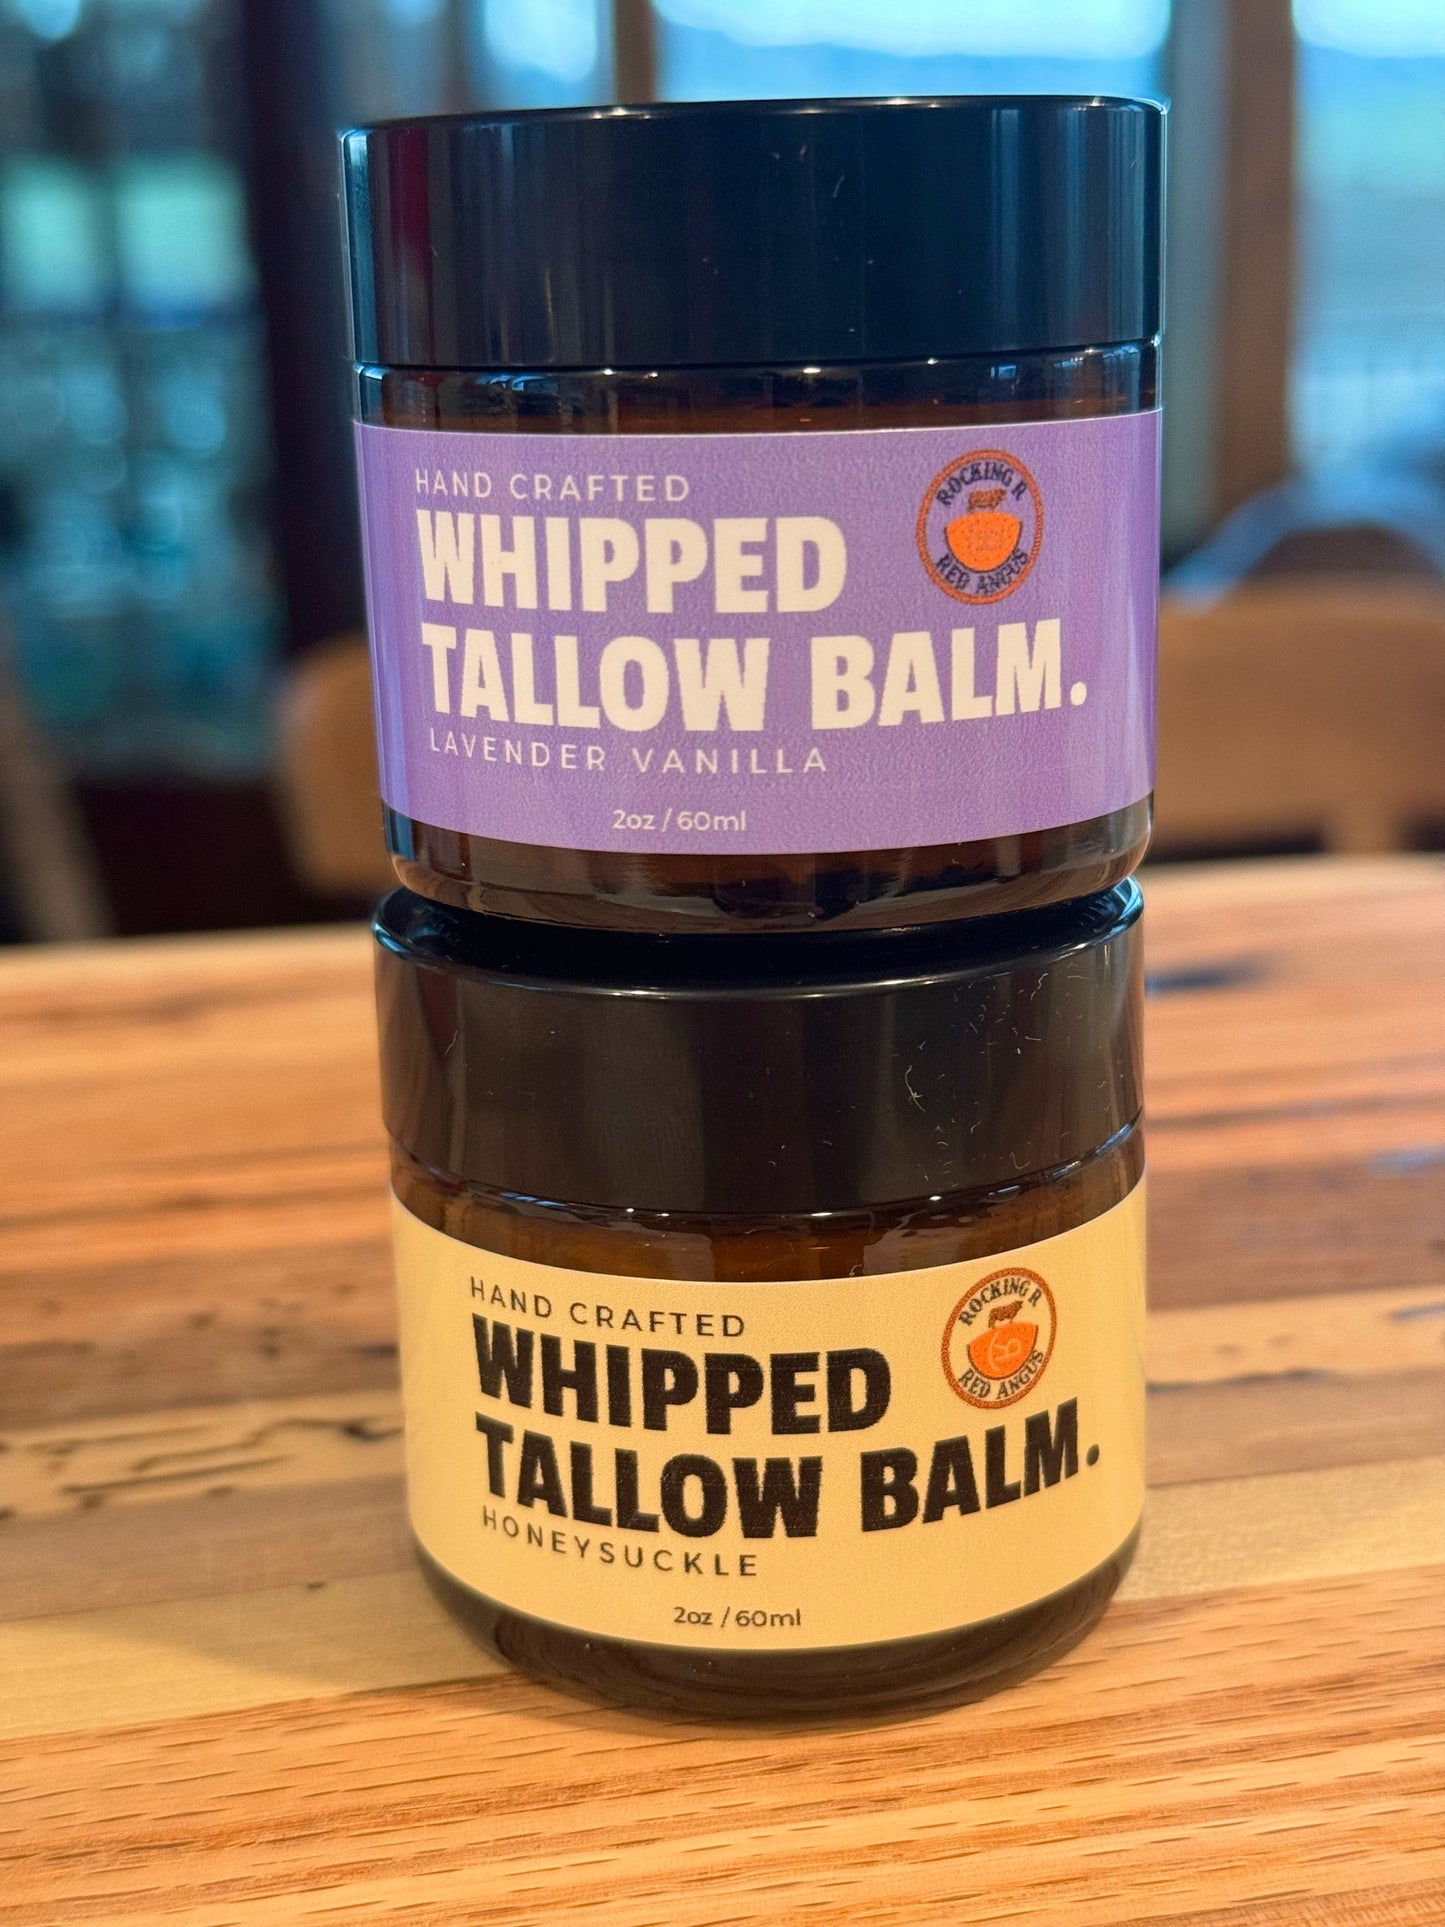 HAND CRAFTED
WHIPPED
TALLOW BALM.
LAVENDER VANILLA
2oz / 60ml
ROCKING R
RED ANGUS
HAND CRAFTED
WHIPPED
TALLOW BALM.
HONEYSUCKLE
2oz / 60ml
ROCKING R
RED ANGUS